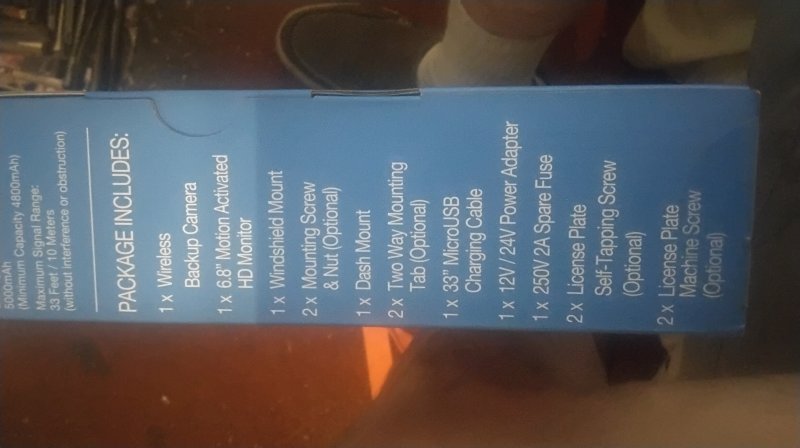 5000mAh
(Minimum Capacity 4800mAh)
Maximum Signal Range:
33 Feet / 10 Meters
(without interference or obstruction)
PACKAGE INCLUDES:
1 x Wireless
Backup Camera
1 x 6.8" Motion Activated
HD Monitor
1 x Windshield Mount
2 x Mounting Screw
& Nut (Optional)
1 x Dash Mount
2 x Two Way Mounting
Tab (Optional)
1 x 33" MicroUSB
Charging Cable
1 x 12V / 24V Power Adapter
1 x 250V 2A Spare Fuse
2 x License Plate
Self-Tapping Screw
(Optional)
2 x License Plate
Machine Screw
(Optional)